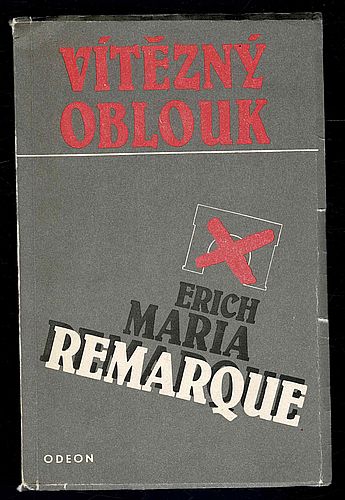 VÍTĚZNÝ
OBLOUK
ERICH
MARIA
REMARQUE
ODEON